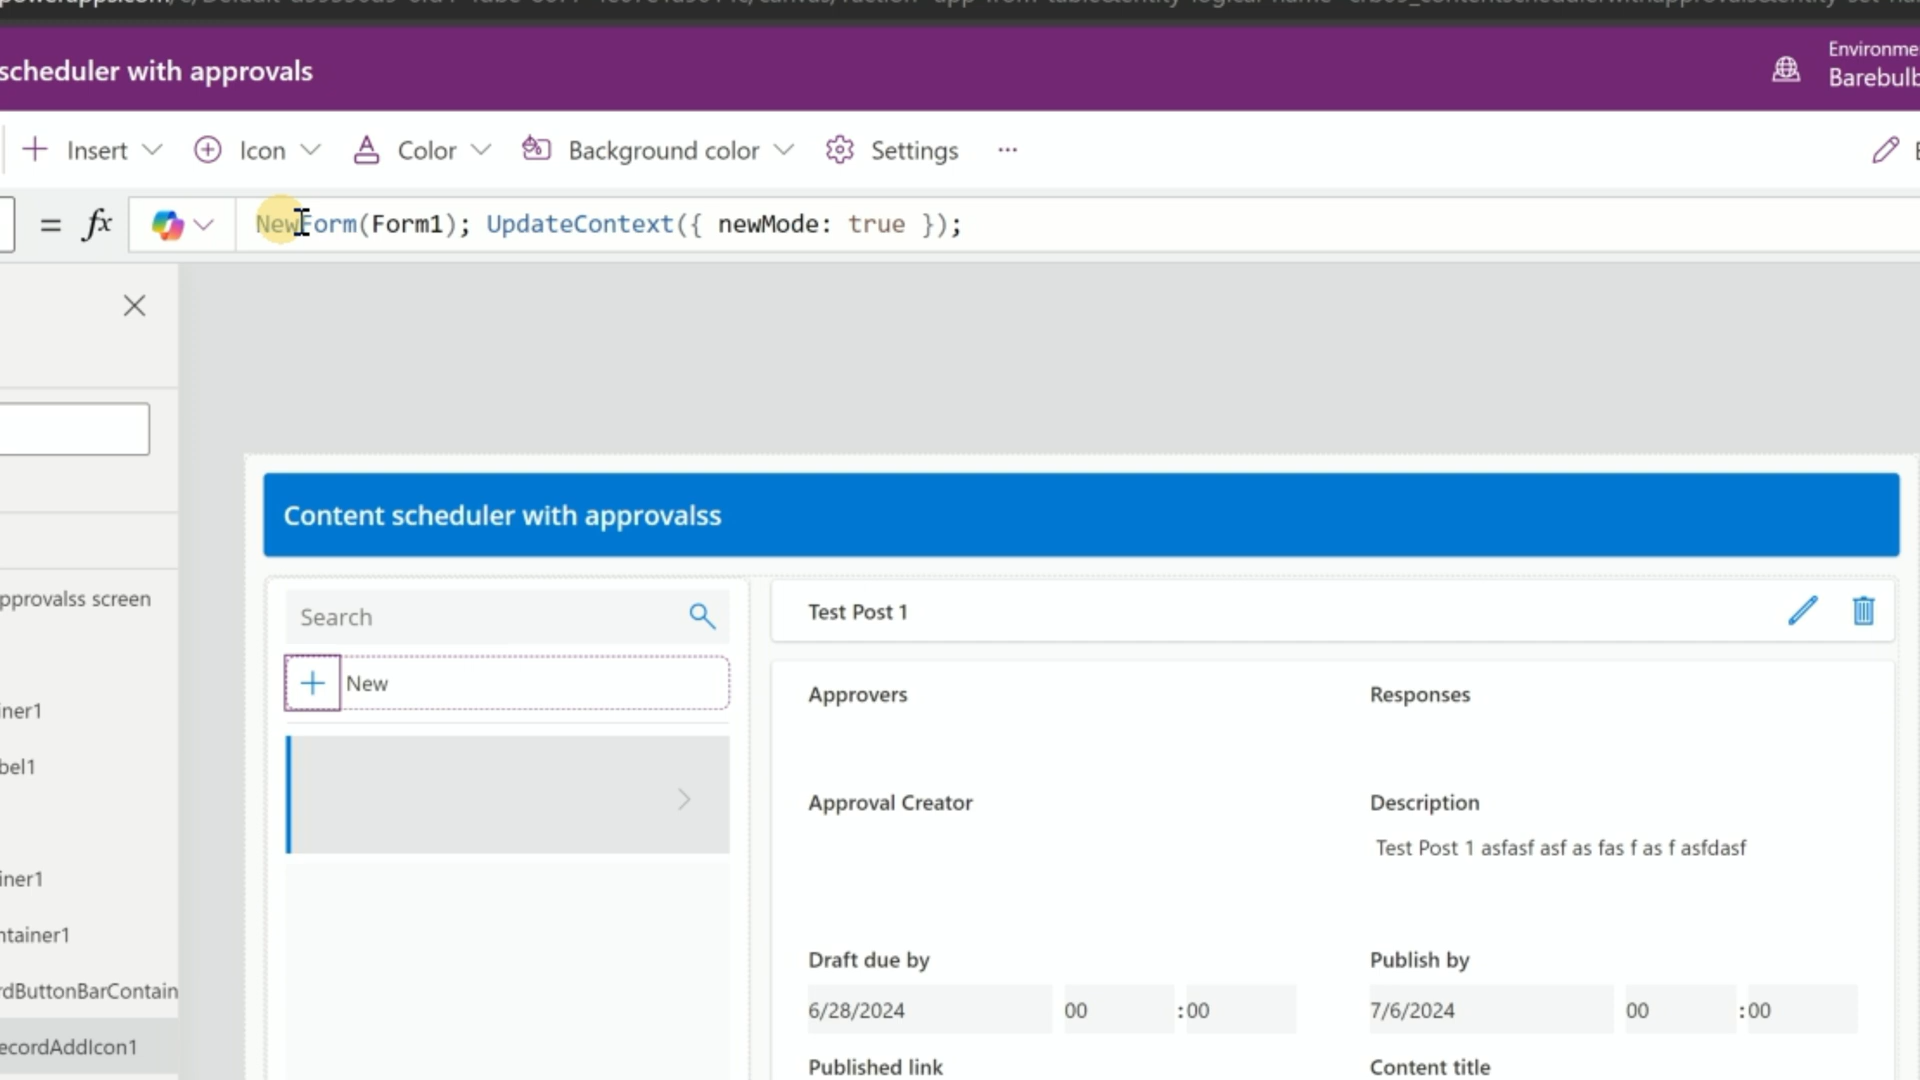 scheduler with approvals
Environme
Barebulb
Insert
Icon
Color
Background color
Settings
...
= fx
NewForm(Form1); UpdateContext({ newMode: true });
pprovalss screen
iner1
bel1
iner1
ntainer1
rdButtonBarContain
ecordAddIcon1
Content scheduler with approvalss
Search
New
Test Post 1
Approvers
Responses
Approval Creator
Description
Test Post 1 asfasf asf as fas f as f asfdasf
Draft due by
Publish by
6/28/2024 00 :00
7/6/2024 00 :00
Published link
Content title